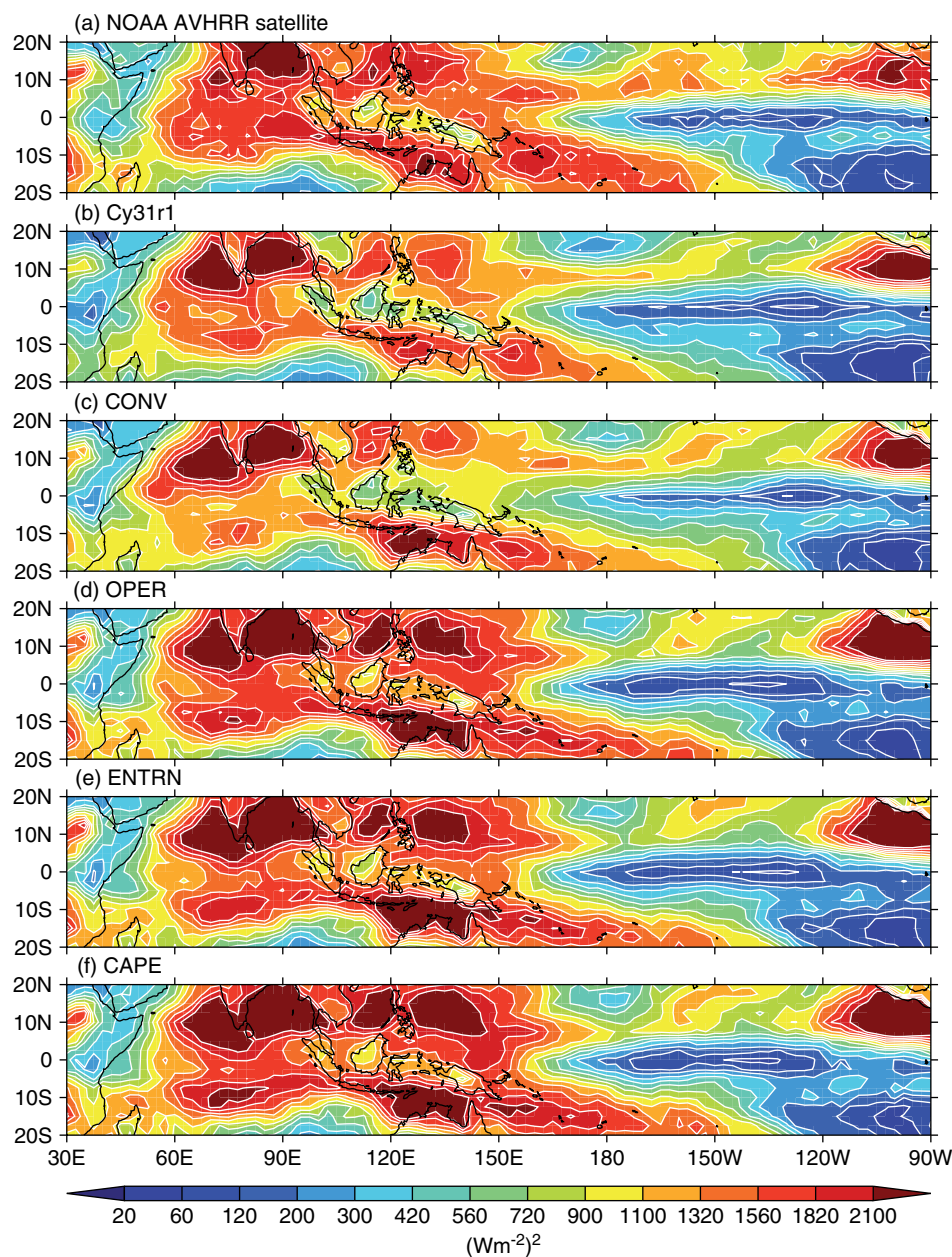 (a) NOAA AVHRR satellite
20N
10N
0
10S
20S
(b) Cy31r1
20N
10N
0
10S
20S
(c) CONV
20N
10N
0
10S
20S
(d) OPER
20N
10N
0
10S
20S
(e) ENTRN
20N
10N
0
10S
20S
(f) CAPE
20N
10N
0
10S
20S
30E 60E 90E 120E 150E 180 150W 120W 90W
20 60 120 200 300 420 560 720 900 1100 1320 1560 1820 2100
(Wm⁻²)²